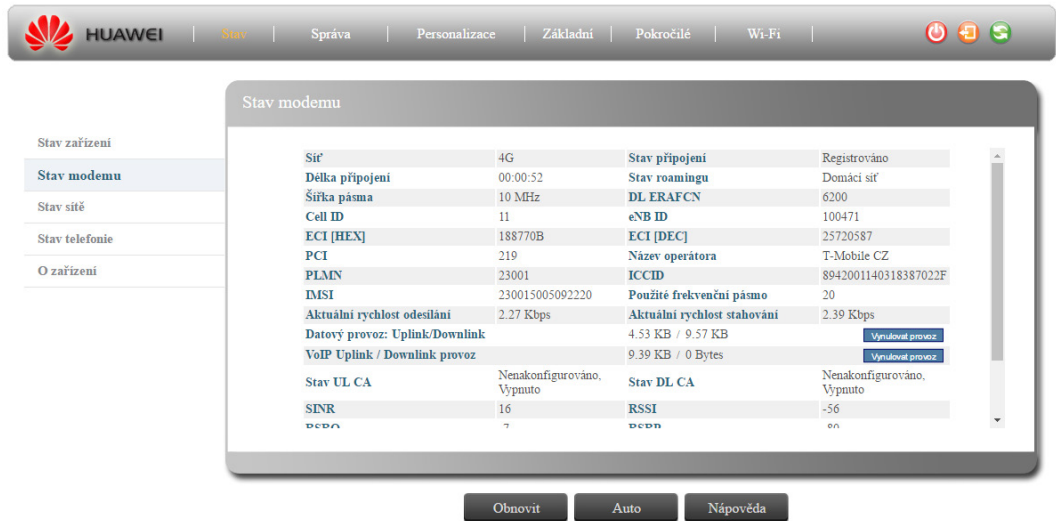 HUAWEI | Stav | Správa | Personalizace | Základní | Pokročilé | Wi-Fi |
Stav modemu
Stav zařízení
Stav modemu
Stav sítě
Stav telefonie
O zařízení
Síť 4G Stav připojení Registrováno
Délka připojení 00:00:52 Stav roamingu Domácí síť
Šířka pásma 10 MHz DL ERAFCN 6200
Cell ID 11 eNB ID 100471
ECI [HEX] 188770B ECI [DEC] 25720587
PCI 219 Název operátora T-Mobile CZ
PLMN 23001 ICCID 8942001140318387022F
IMSI 230015005092220 Použité frekvenční pásmo 20
Aktuální rychlost odesílání 2.27 Kbps Aktuální rychlost stahování 2.39 Kbps
Datový provoz: Uplink/Downlink 4.53 KB / 9.57 KB Vynulovat provoz
VoIP Uplink / Downlink provoz 9.39 KB / 0 Bytes Vynulovat provoz
Stav UL CA Nenakonfigurováno, Vypnuto Stav DL CA Nenakonfigurováno, Vypnuto
SINR 16 RSSI -56
RSRQ -7 RSRP -80
Obnovit Auto Nápověda